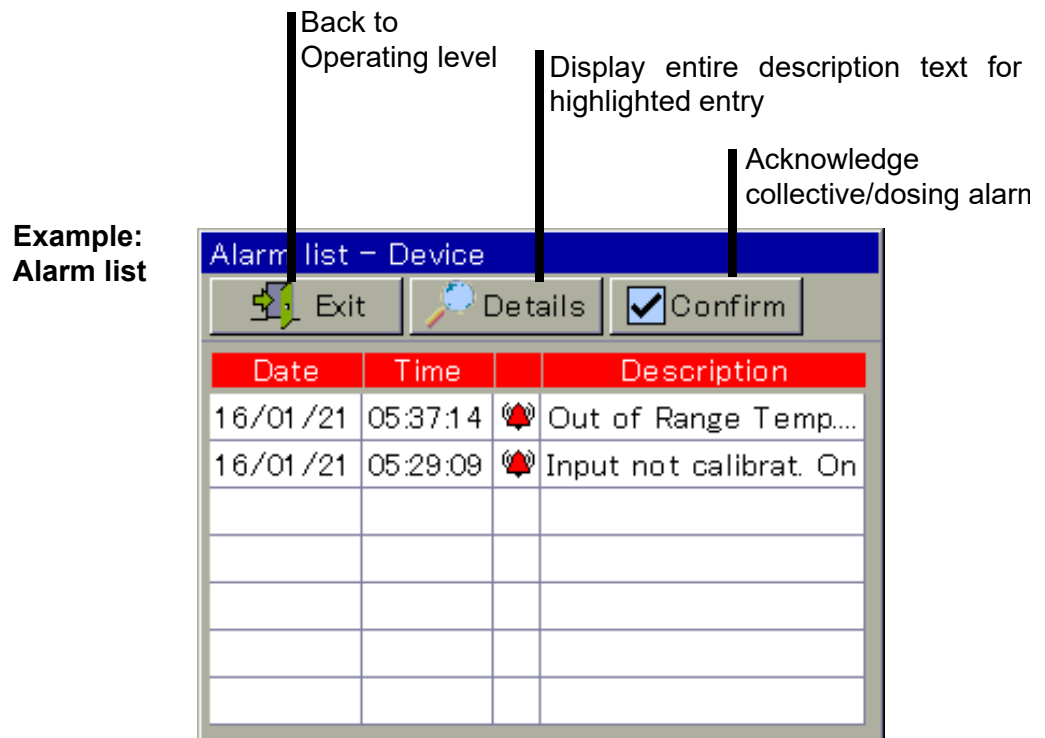 Back to
Operating level
Display entire description text for
highlighted entry
Acknowledge
collective/dosing alarm
Example:
Alarm list
Alarm list - Device
Exit
Details
Confirm
Date Time Description
16/01/21 05:37:14 Out of Range Temp....
16/01/21 05:29:09 Input not calibrat. On